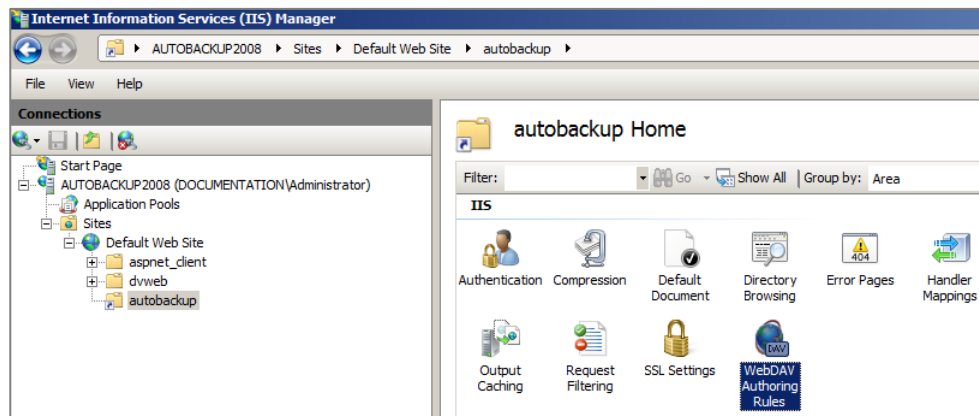 Internet Information Services (IIS) Manager
AUTOBACKUP2008 Sites Default Web Site autobackup
File View Help
Connections
Start Page
AUTOBACKUP2008 (DOCUMENTATION\Administrator)
Application Pools
Sites
Default Web Site
aspnet_client
dvweb
autobackup
autobackup Home
Filter: Go Show All Group by: Area
IIS
Authentication Compression Default Document Directory Browsing Error Pages Handler Mappings
404
Output Caching Request Filtering SSL Settings WebDAV Authoring Rules
DAV